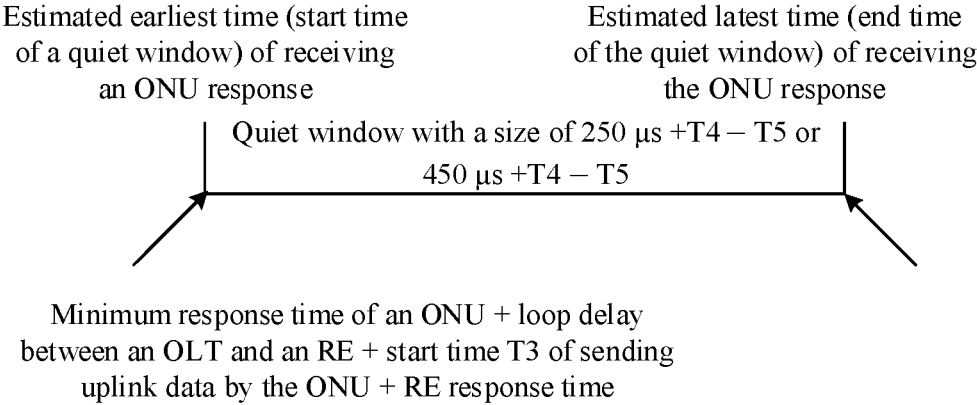 Estimated earliest time (start time
of a quiet window) of receiving
an ONU response
Estimated latest time (end time
of the quiet window) of receiving
the ONU response
Quiet window with a size of 250 μs +T4 – T5 or
450 μs +T4 – T5
Minimum response time of an ONU + loop delay
between an OLT and an RE + start time T3 of sending
uplink data by the ONU + RE response time